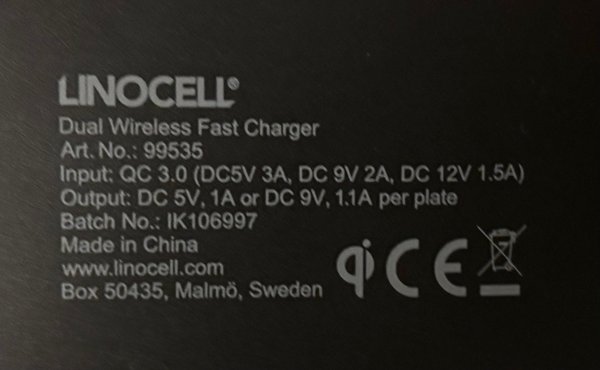 LINOCELL®
Dual Wireless Fast Charger
Art. No.: 99535
Input: QC 3.0 (DC5V 3A, DC 9V 2A, DC 12V 1.5A)
Output: DC 5V, 1A or DC 9V, 1.1A per plate
Batch No.: IK106997
Made in China
www.linocell.com
Box 50435, Malmö, Sweden
qi CE